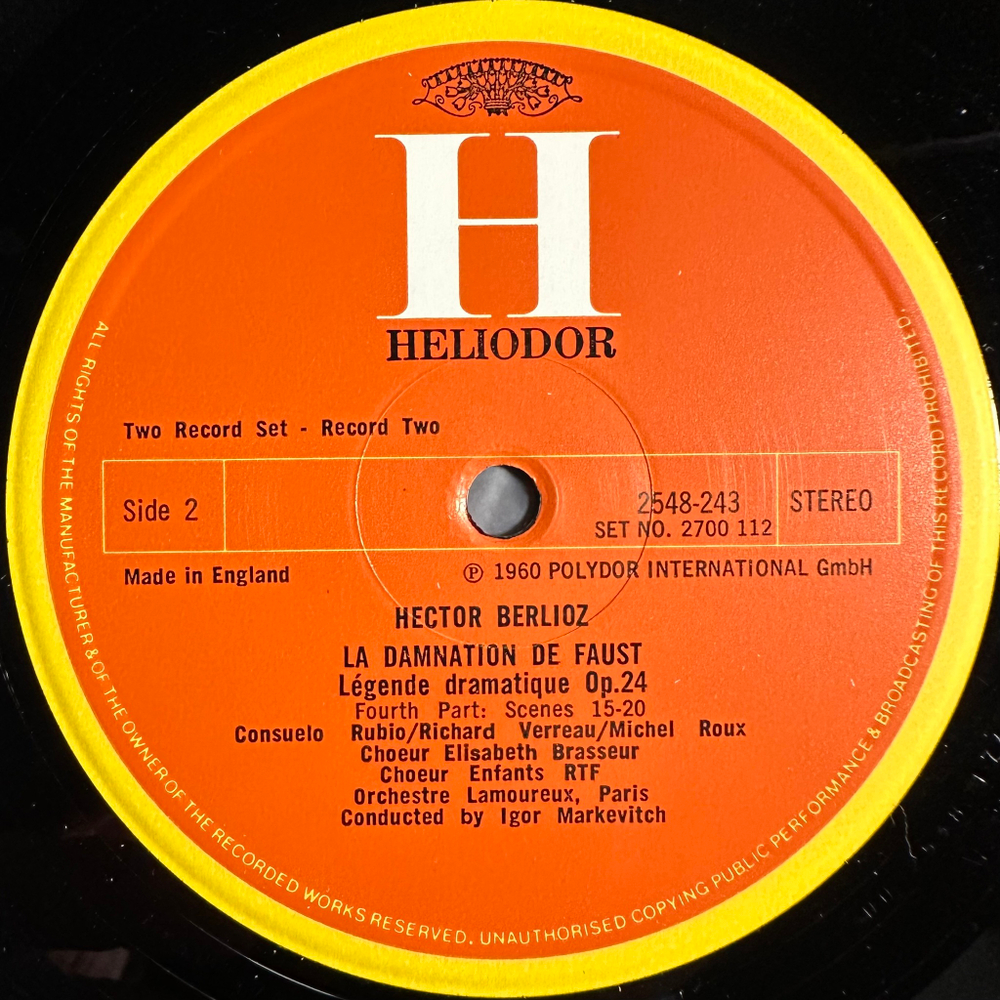 H
HELIODOR
Two Record Set - Record Two
Side 2
2548-243
SET NO. 2700 112
STEREO
Made in England
℗ 1960 POLYDOR INTERNATIONAL GmbH
HECTOR BERLIOZ
LA DAMNATION DE FAUST
Légende dramatique Op.24
Fourth Part: Scenes 15-20
Consuelo Rubio/Richard Verreau/Michel Roux
Choeur Elisabeth Brasseur
Choeur Enfants RTF
Orchestre Lamoureux, Paris
Conducted by Igor Markevitch
ALL RIGHTS OF THE MANUFACTURER & OF THE OWNER OF THE RECORDED WORKS RESERVED. UNAUTHORISED COPYING PUBLIC PERFORMANCE & BROADCASTING OF THIS RECORD PROHIBITED.